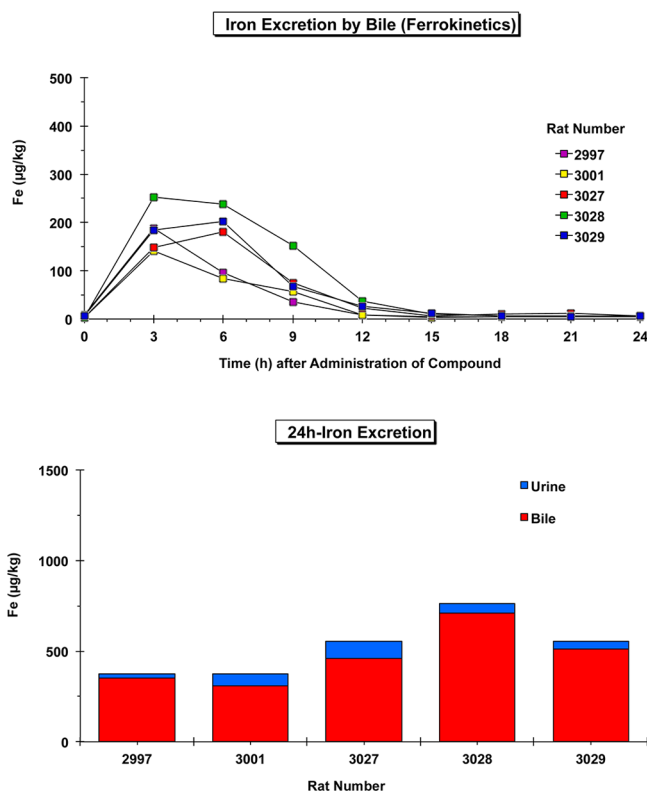 Iron Excretion by Bile (Ferrokinetics)
500
400
300
200
100
0
Fe (µg/kg)
Rat Number
2997
3001
3027
3028
3029
0 3 6 9 12 15 18 21 24
Time (h) after Administration of Compound
24h-Iron Excretion
1500
1000
500
0
Fe (µg/kg)
Urine
Bile
2997 3001 3027 3028 3029
Rat Number